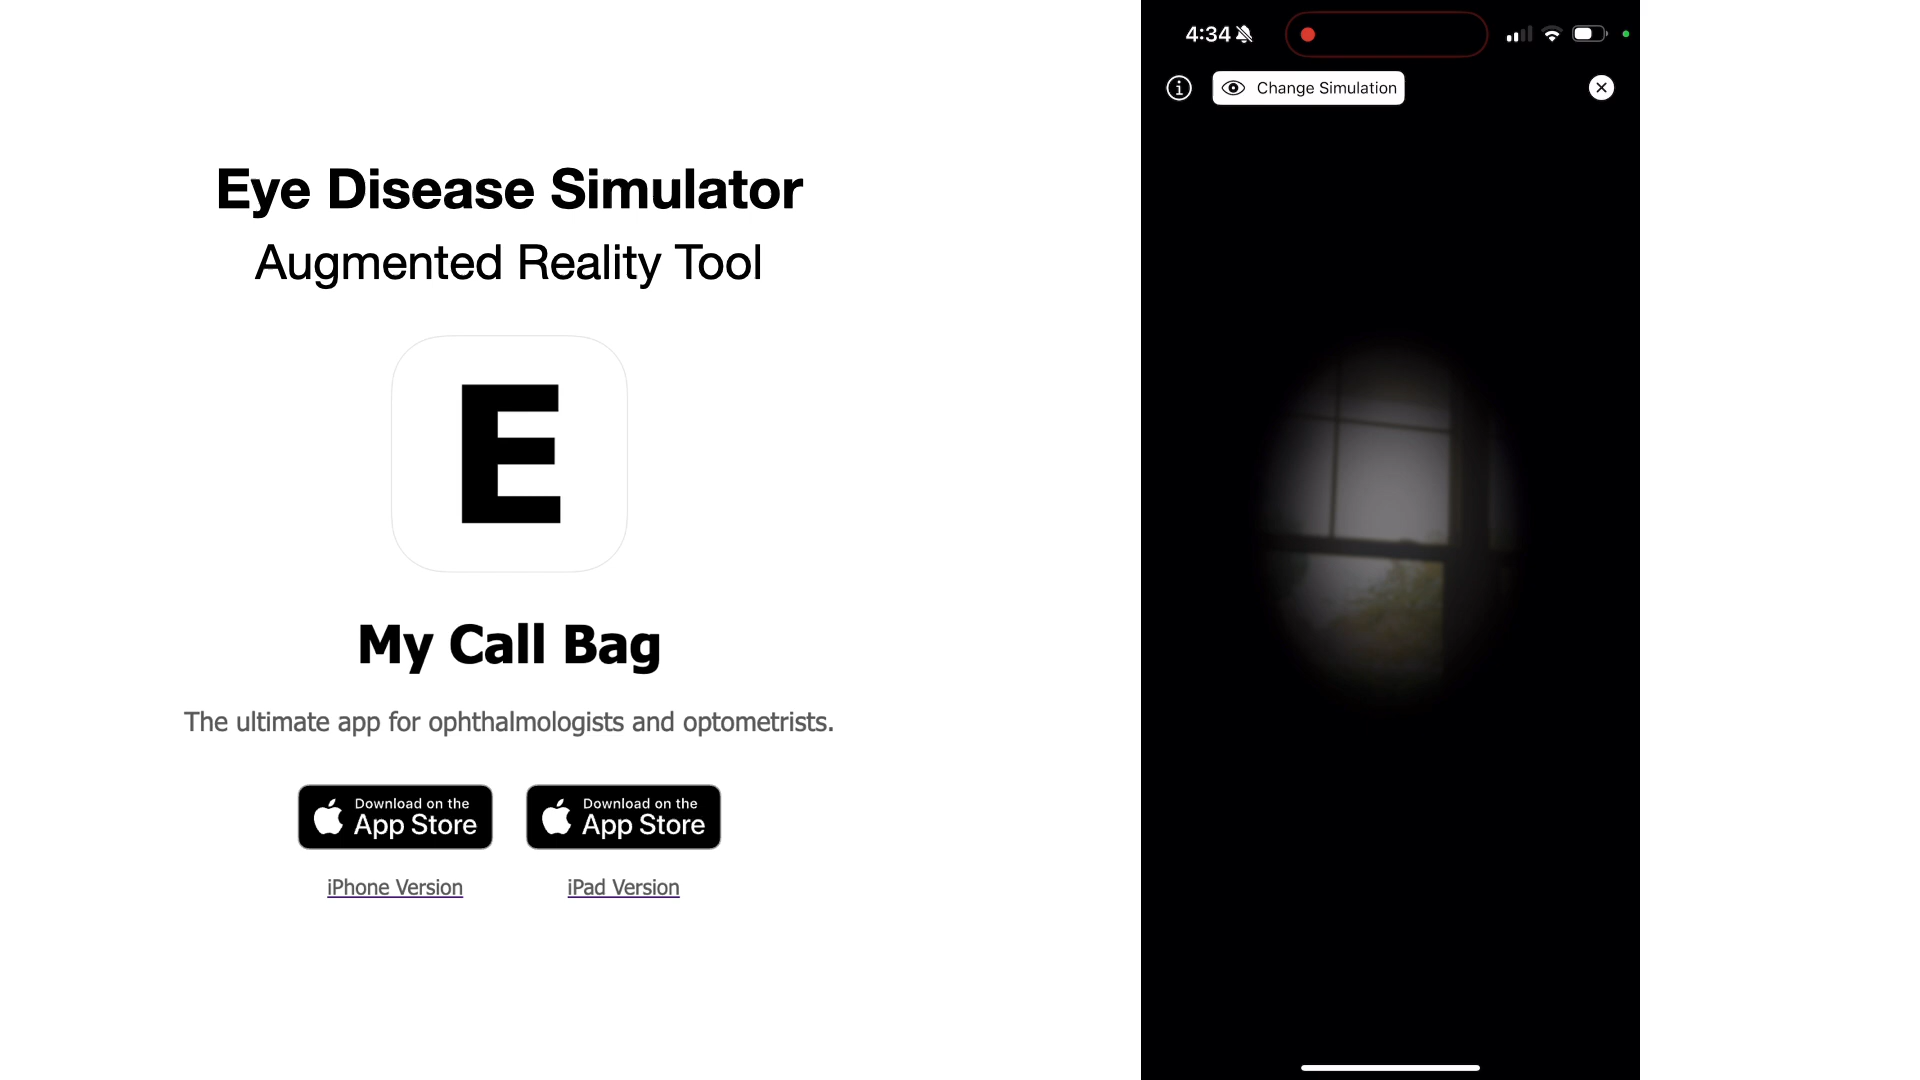 Eye Disease Simulator
Augmented Reality Tool
E
My Call Bag
The ultimate app for ophthalmologists and optometrists.
Download on the
App Store
Download on the
App Store
iPhone Version
iPad Version
4:34
Change Simulation